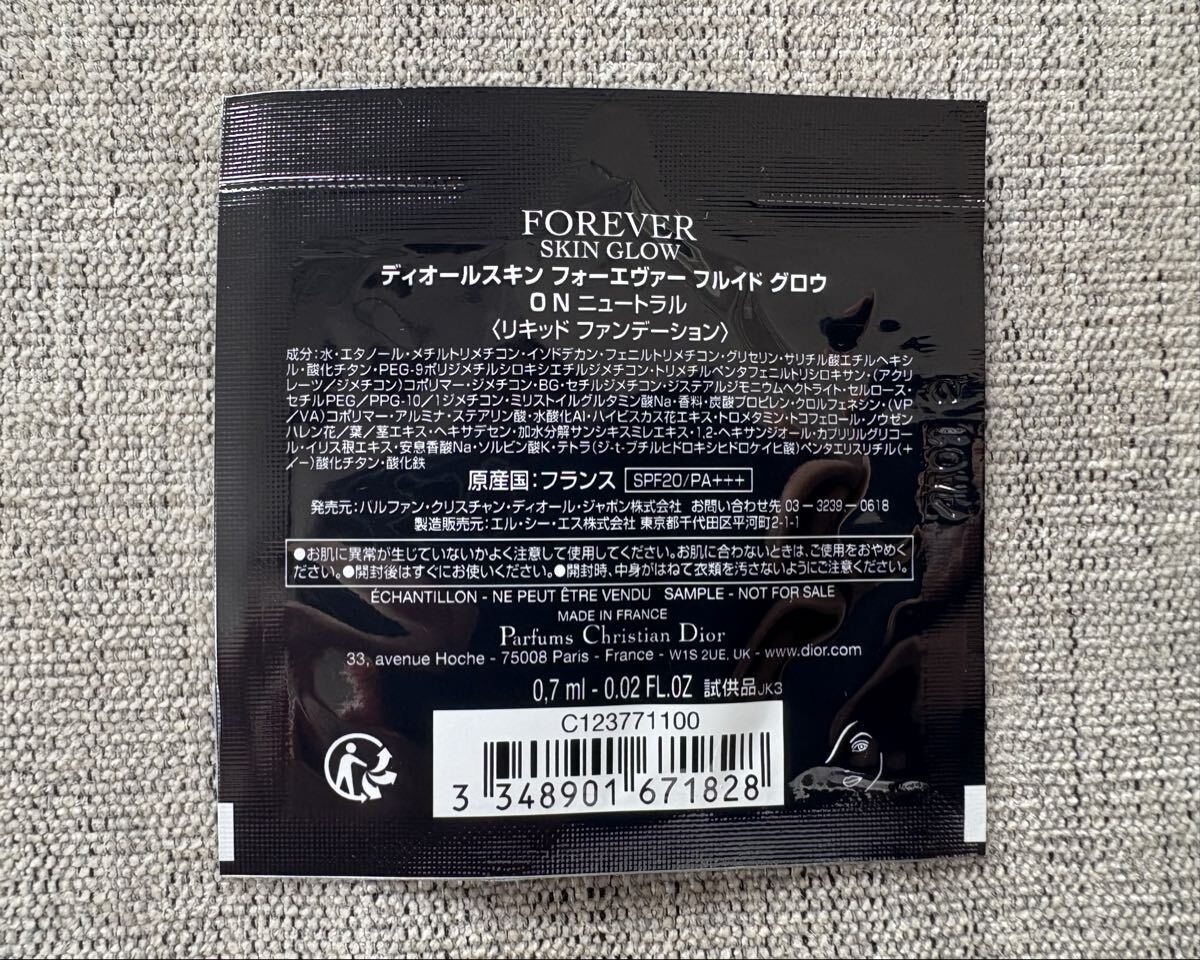 FOREVER
SKIN GLOW
ディオールスキン フォーエヴァー フルイド グロウ
0 N ニュートラル
〈リキッド ファンデーション〉
成分：水・エタノール・メチルトリメチコン・イソドデカン・フェニルトリメチコン・グリセリン・サリチル酸エチルヘキシ
ル・酸化チタン・PEG-9ポリジメチルシロキシエチルジメチコン・トリメチルペンタフェニルトリシロキサン・（アクリ
レーツ／ジメチコン）コポリマー・ジメチコン・BG・セチルジメチコン・ジステアルジモニウムヘクトライト・セルロース・
セチルPEG／PPG-10／1ジメチコン・ミリストイルグルタミン酸Na・香料・炭酸プロピレン・クロルフェネシン・（VP
／VA）コポリマー・アルミナ・ステアリン酸・水酸化Al・ハイビスカス花エキス・トロメタミン・トコフェロール・ノウゼン
ハレン花／葉／茎エキス・ヘキサデセン・加水分解サンシキスミレエキス・1,2-ヘキサンジオール・カプリリルグリコー
ル・イリス根エキス・安息香酸Na・ソルビン酸K・テトラ（ジ-t-ブチルヒドロキシヒドロケイヒ酸）ペンタエリスリチル（＋
／－）酸化チタン・酸化鉄
原産国：フランス SPF20/PA+++
発売元：パルファン・クリスチャン・ディオール・ジャポン株式会社 お問い合わせ先 03－3239－0618
製造販売元：エル・シー・エス株式会社 東京都千代田区平河町2-1-1
●お肌に異常が生じていないかよく注意して使用してください。お肌に合わないときは、ご使用をおやめく
ださい。●開封後はすぐにお使いください。●開封時、中身がはねて衣類を汚さないようにご注意ください。
ÉCHANTILLON - NE PEUT ÊTRE VENDU SAMPLE - NOT FOR SALE
MADE IN FRANCE
Parfums Christian Dior
33, avenue Hoche - 75008 Paris - France - W1S 2UE, UK - www.dior.com
0,7 ml - 0.02 FL.OZ 試供品 JK3
C123771100
3 348901 671828